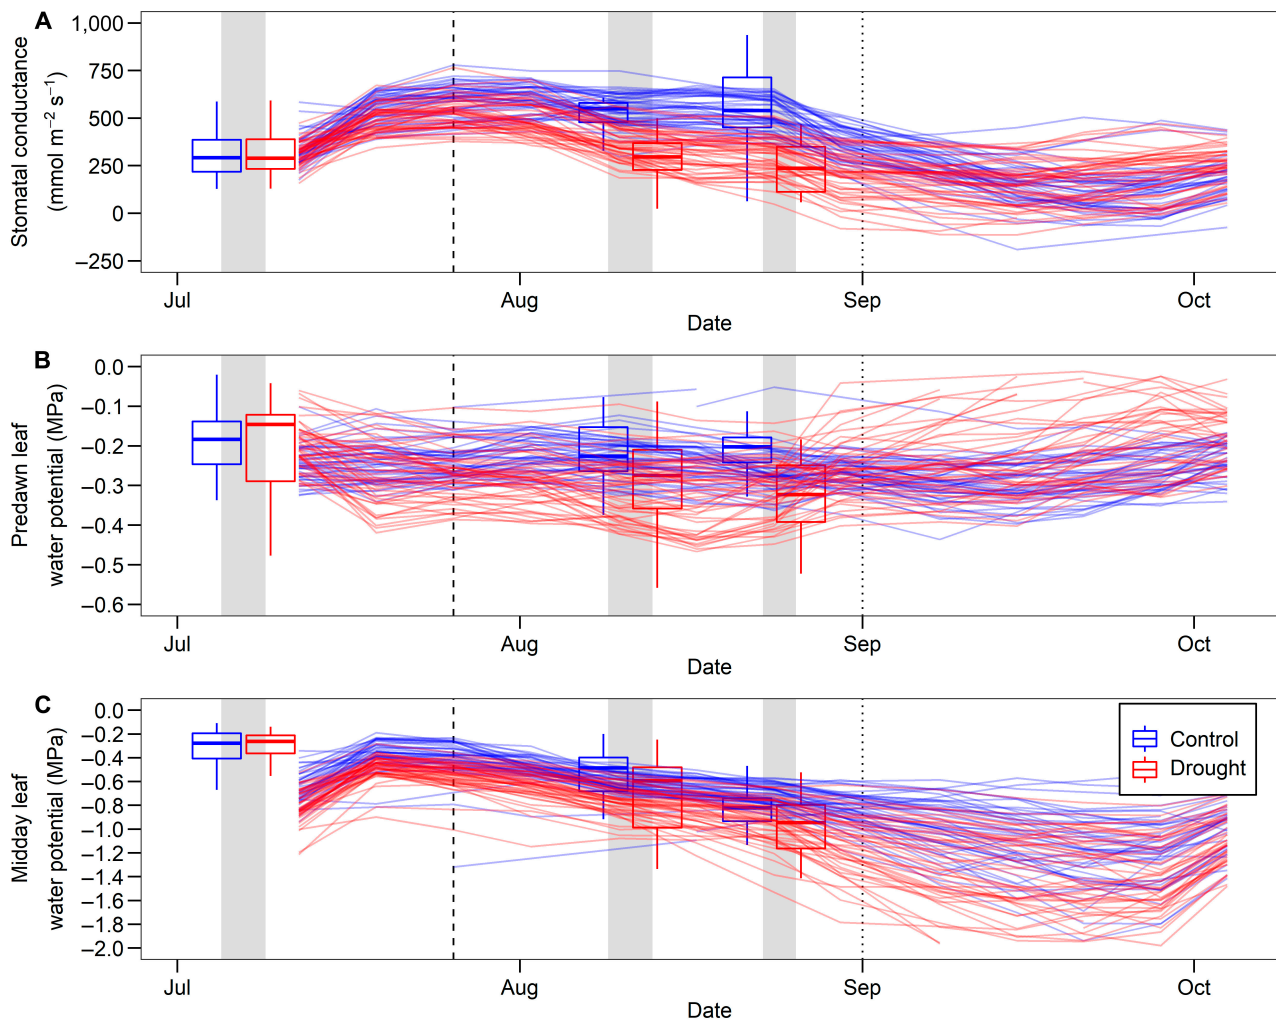 A
Stomatal conductance
(mmol m⁻² s⁻¹)
1,000
750
500
250
0
–250
Jul
Aug
Sep
Oct
Date
B
Predawn leaf
water potential (MPa)
0.0
–0.1
–0.2
–0.3
–0.4
–0.5
–0.6
Jul
Aug
Sep
Oct
Date
C
Midday leaf
water potential (MPa)
0.0
–0.2
–0.4
–0.6
–0.8
–1.0
–1.2
–1.4
–1.6
–1.8
–2.0
Control
Drought
Jul
Aug
Sep
Oct
Date